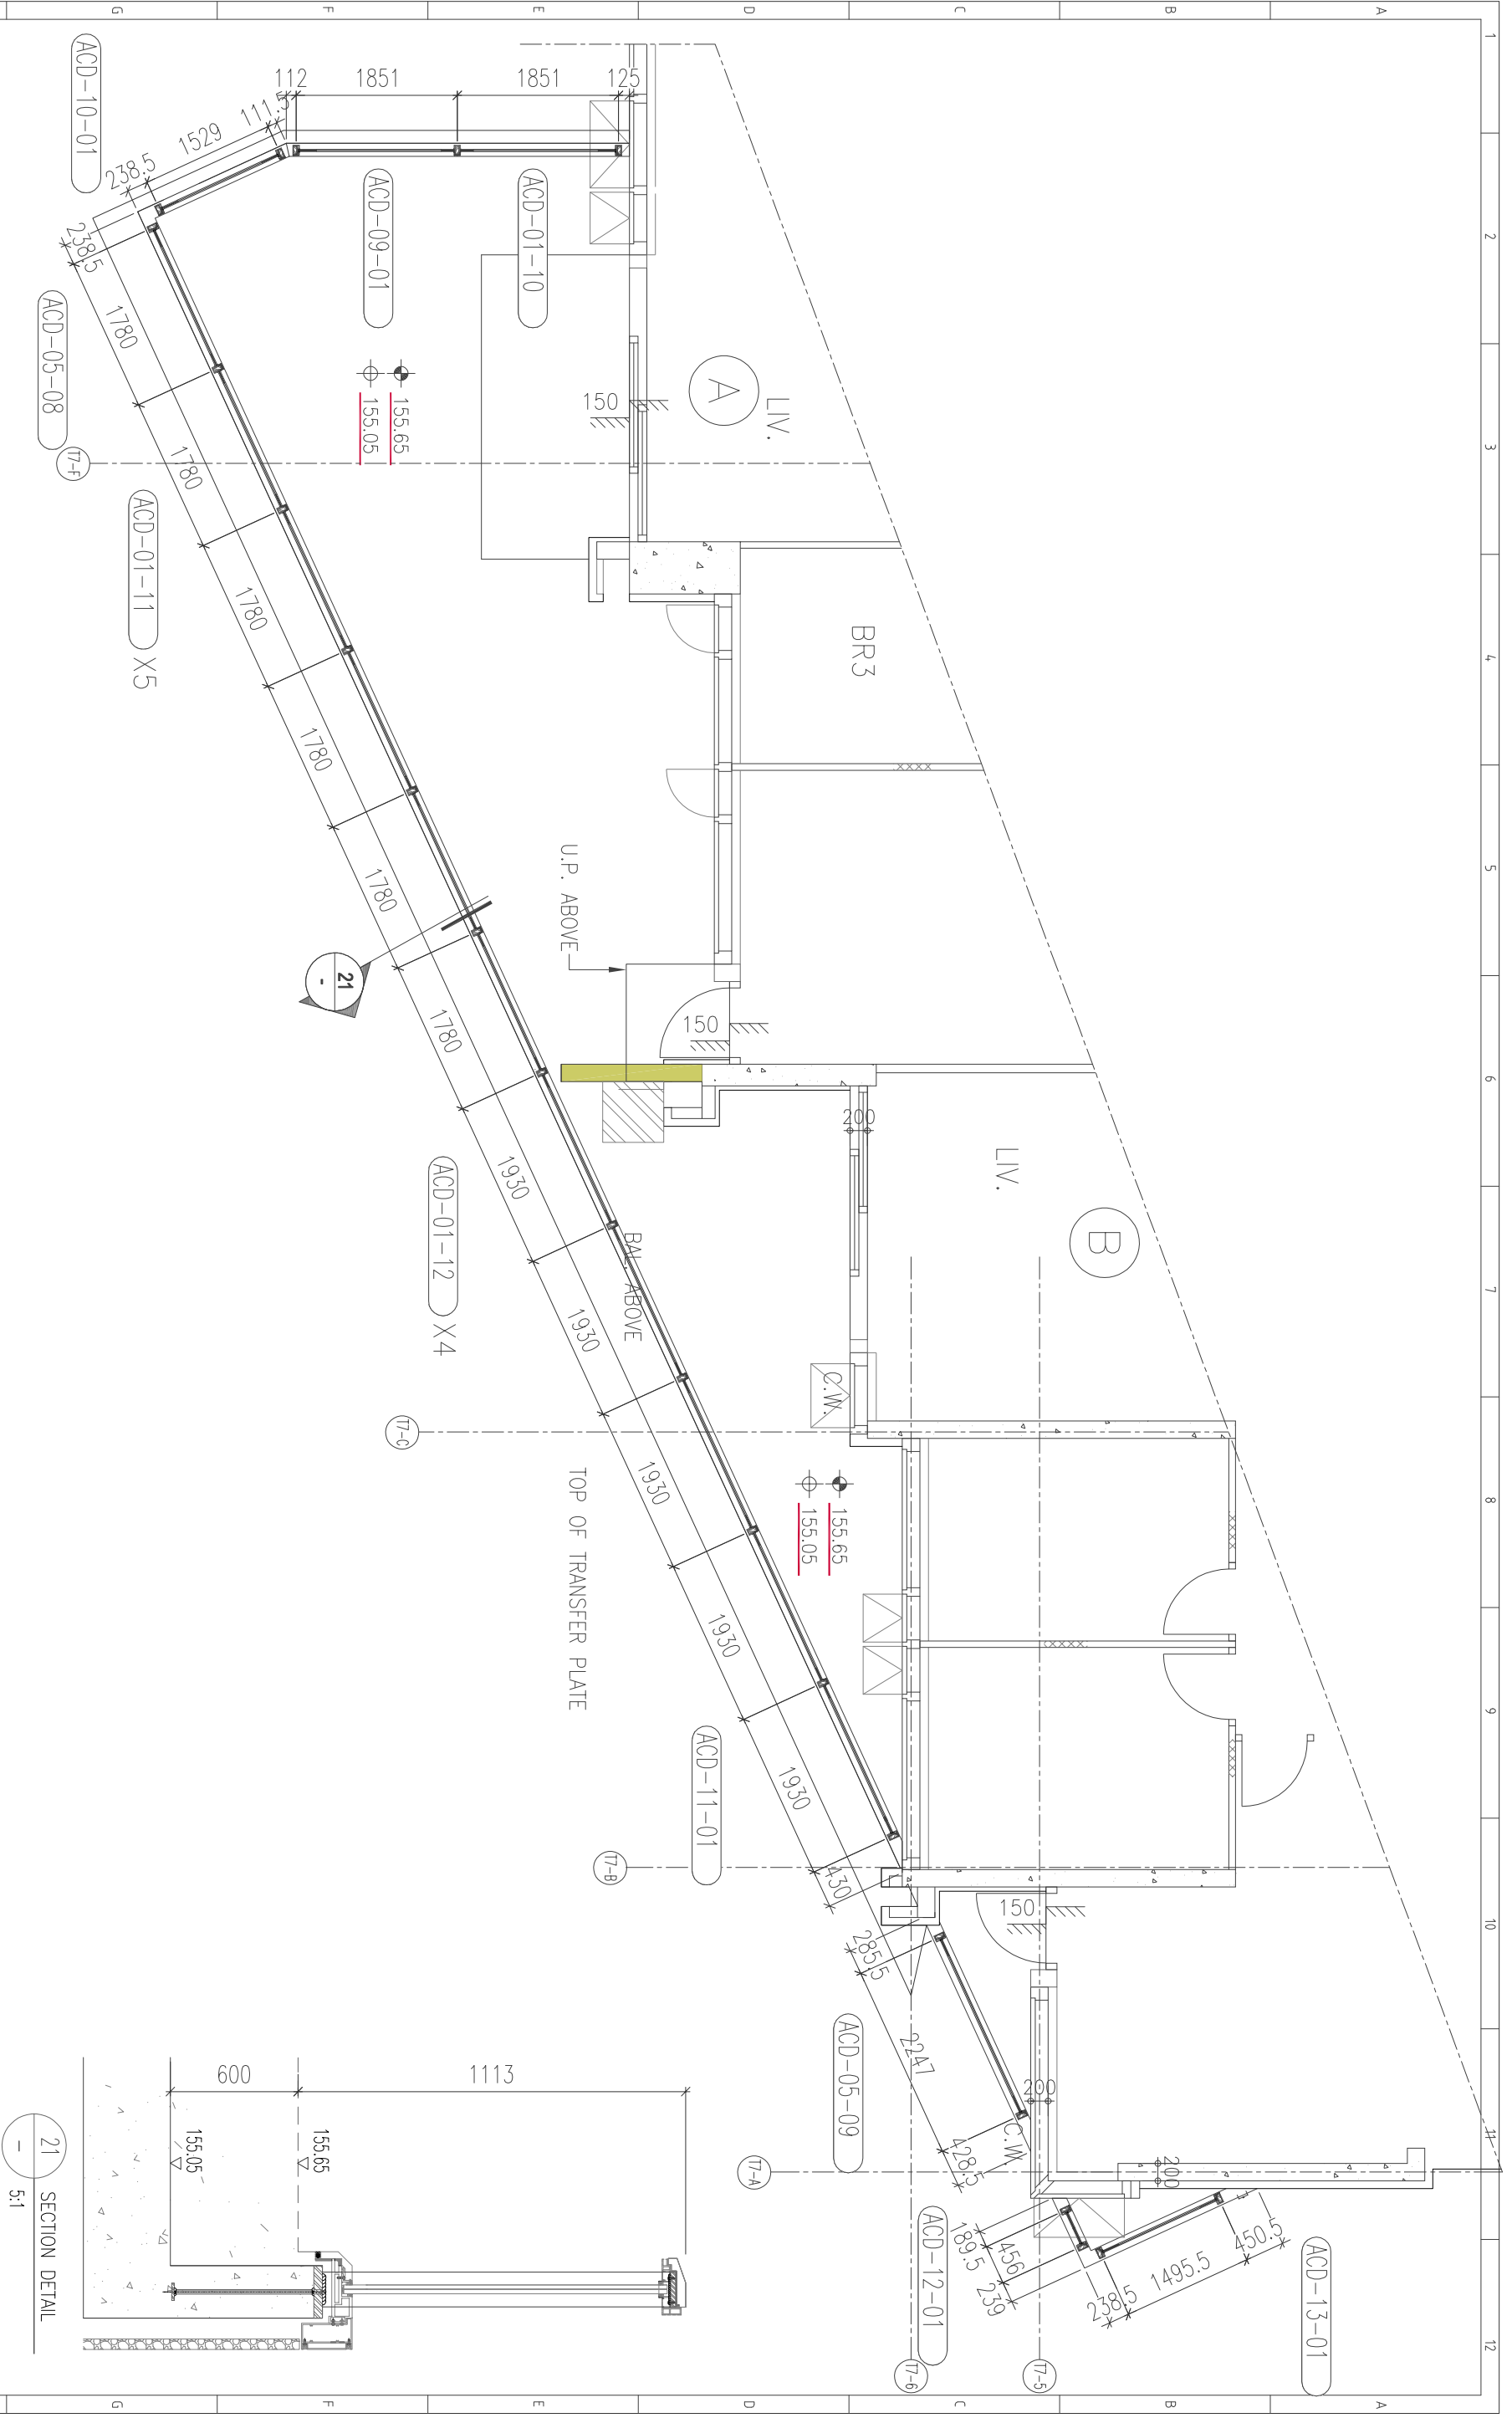 G F E D C B A
1
2
3
4
5
6
7
8
9
10
11
12
G F E D C B A
112 1851 1851 125
ACD-10-01
111.5
1529
238.5
238.5
ACD-09-01
ACD-01-10
ACD-05-08
1780
1780
1780
1780
1780
1780
155.65
155.05
150
A
LIV.
T7-F
ACD-01-11 X5
BR3
U.P. ABOVE
21
-
150
200
LIV.
B
1930
1930
1930
1930
1930
ACD-01-12 X4
BAL. ABOVE
C.W.
T7-C
155.65
155.05
TOP OF TRANSFER PLATE
ACD-11-01
T7-B
430
150
285.5
2247
428.5
ACD-05-09
200
C.W.
200
T7-A
189.5
456
239
ACD-12-01
238.5
1495.5
450.5
ACD-13-01
T7-6
T7-5
600 1113
155.05
155.65
21
-
SECTION DETAIL
5:1